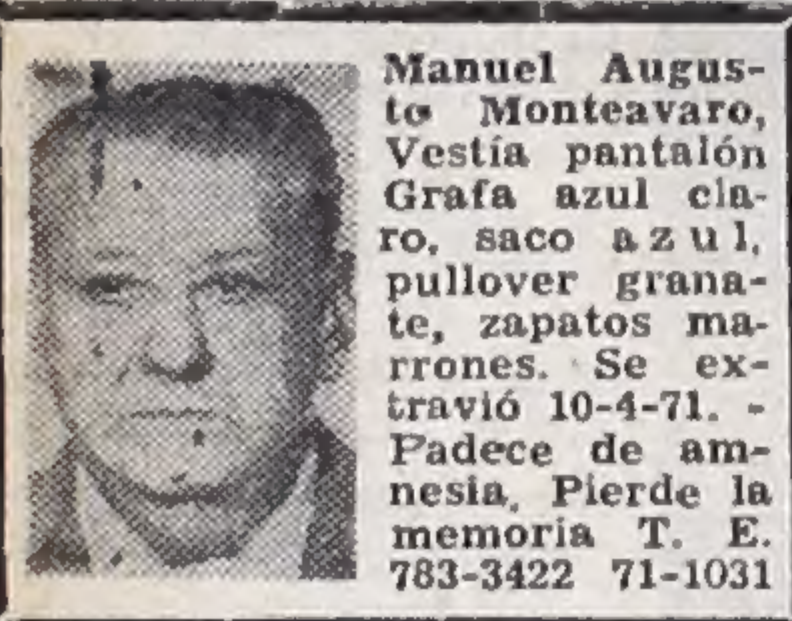 Manuel Augus-
to Monteavaro,
Vestía pantalón
Grafa azul cla-
ro, saco azul,
pullover grana-
te, zapatos ma-
rrones. Se ex-
travió 10-4-71. -
Padece de am-
nesia, Pierde la
memoria T. E.
783-3422 71-1031